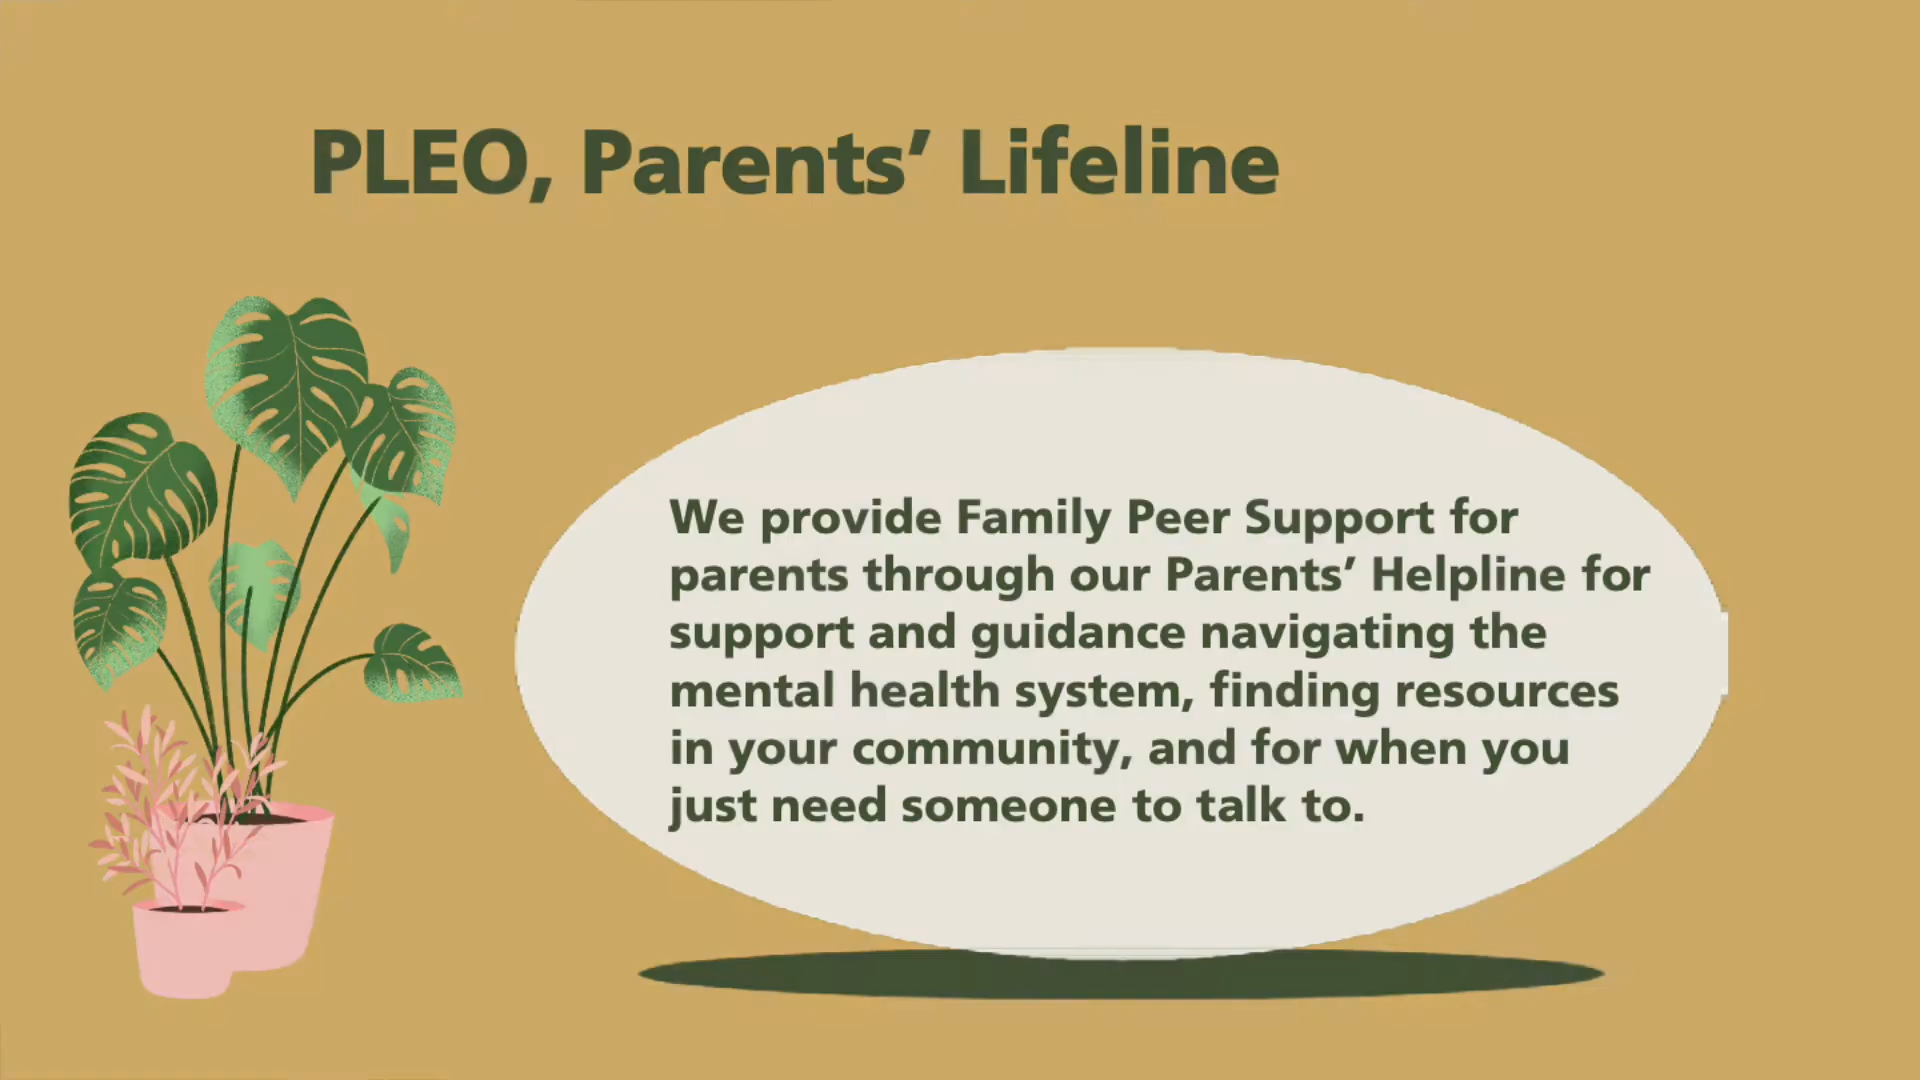 PLEO, Parents’ Lifeline
We provide Family Peer Support for
parents through our Parents’ Helpline for
support and guidance navigating the
mental health system, finding resources
in your community, and for when you
just need someone to talk to.